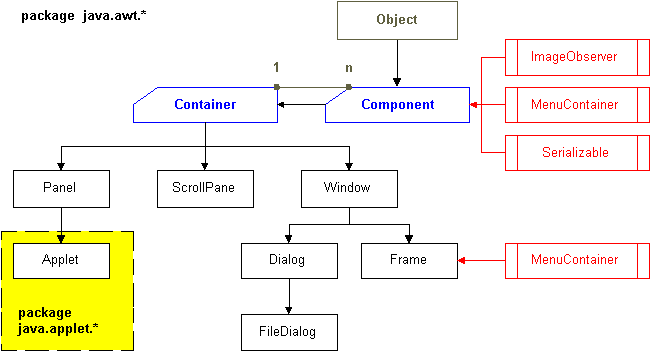 package java.awt.*
Object
ImageObserver
1
n
Container
Component
MenuContainer
Serializable
Panel
ScrollPane
Window
Applet
Dialog
Frame
MenuContainer
package
java.applet.*
FileDialog